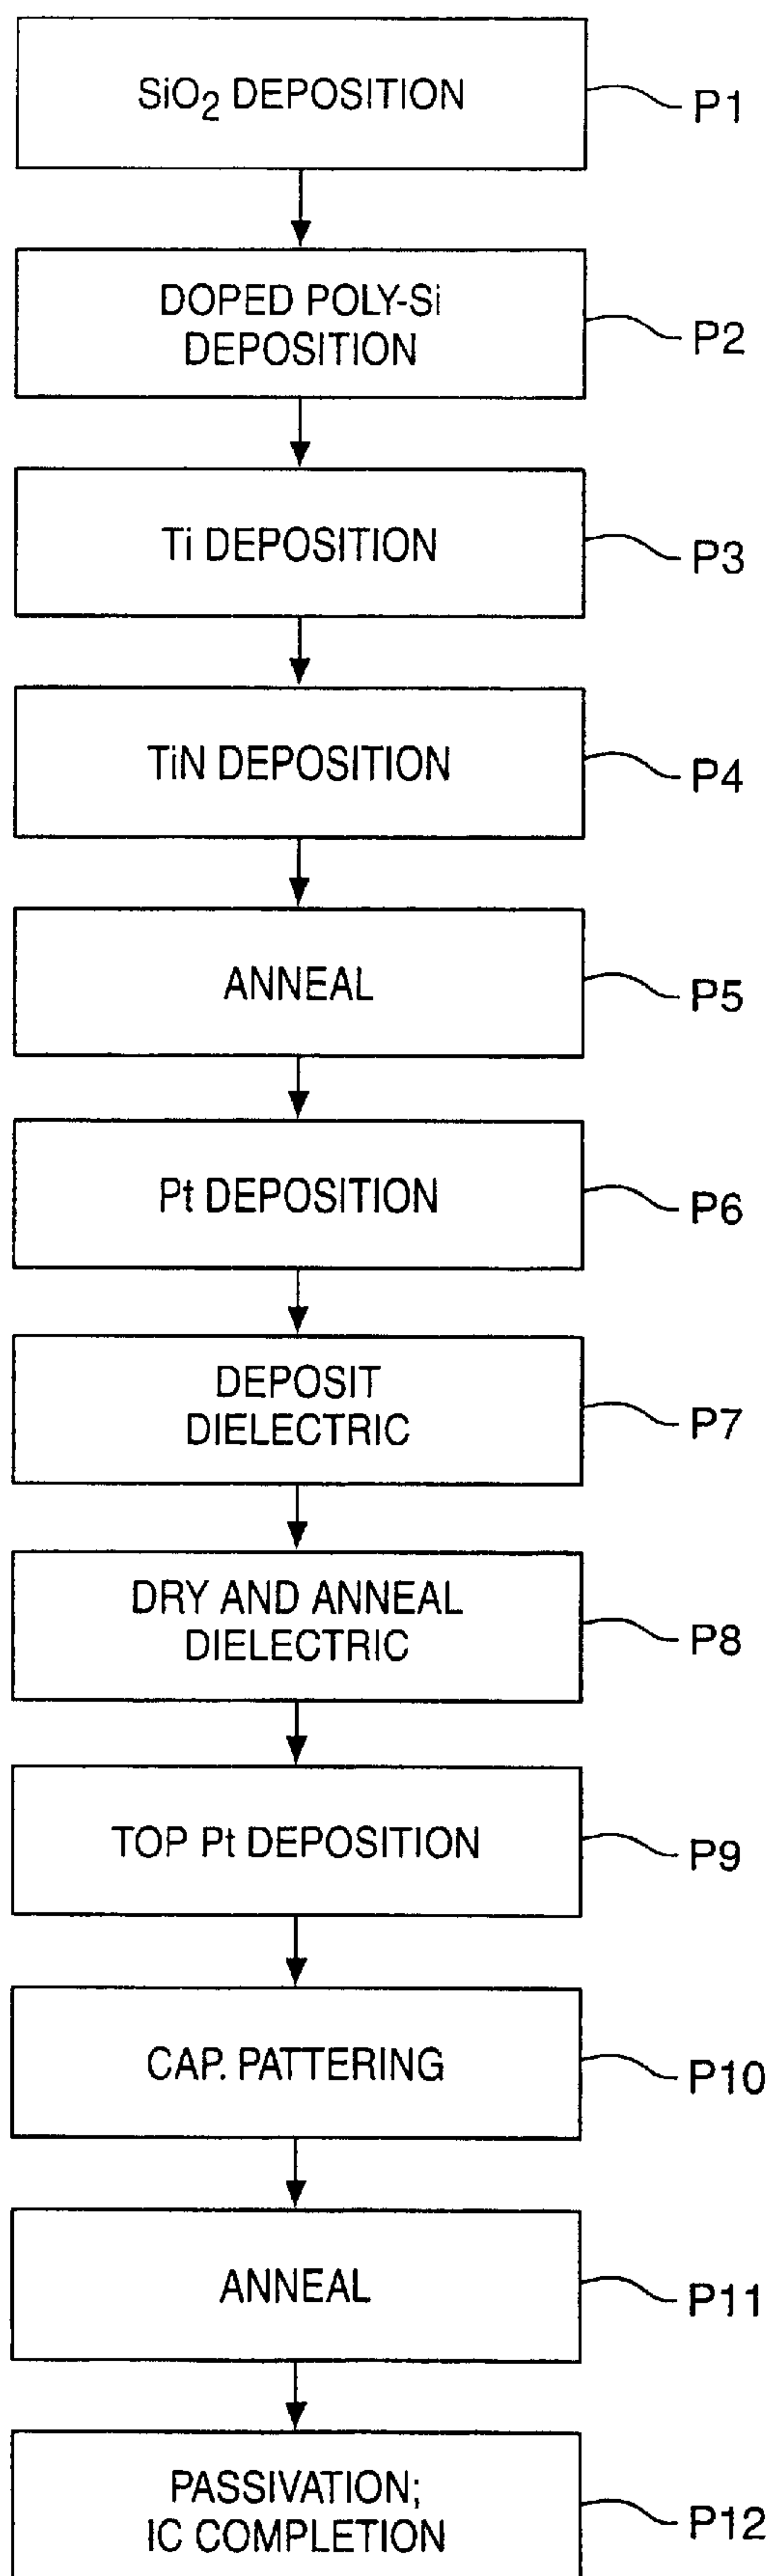 SiO₂ DEPOSITION
P1
DOPED POLY-Si
DEPOSITION
P2
Ti DEPOSITION
P3
TiN DEPOSITION
P4
ANNEAL
P5
Pt DEPOSITION
P6
DEPOSIT
DIELECTRIC
P7
DRY AND ANNEAL
DIELECTRIC
P8
TOP Pt DEPOSITION
P9
CAP. PATTERING
P10
ANNEAL
P11
PASSIVATION;
IC COMPLETION
P12